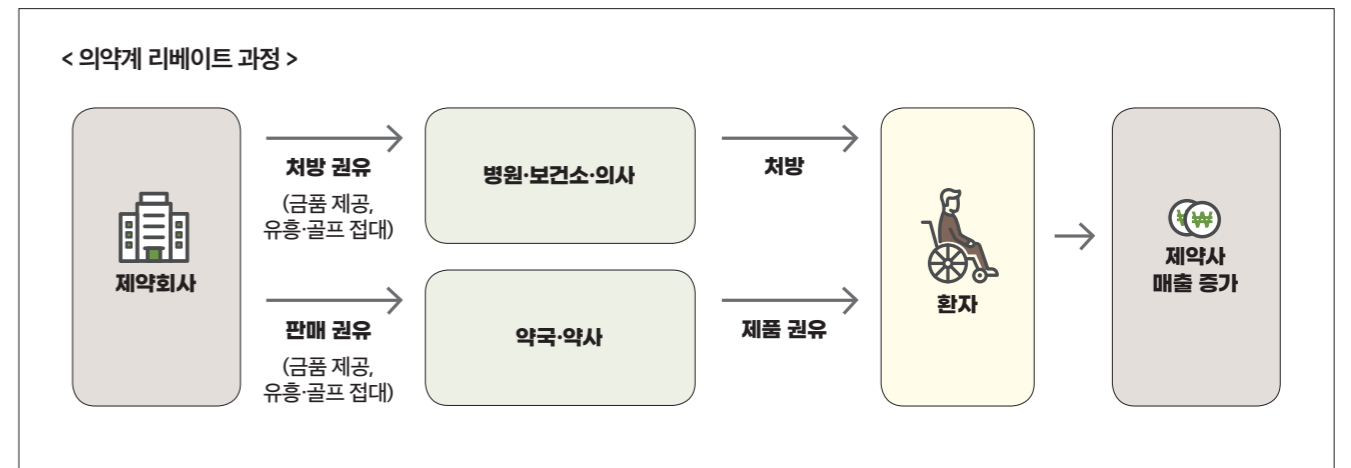 < 의약계 리베이트 과정 >
제약회사
처방 권유
(금품 제공,
유흥·골프 접대)
병원·보건소·의사
처방
판매 권유
(금품 제공,
유흥·골프 접대)
약국·약사
제품 권유
환자
₩ ₩
제약사
매출 증가